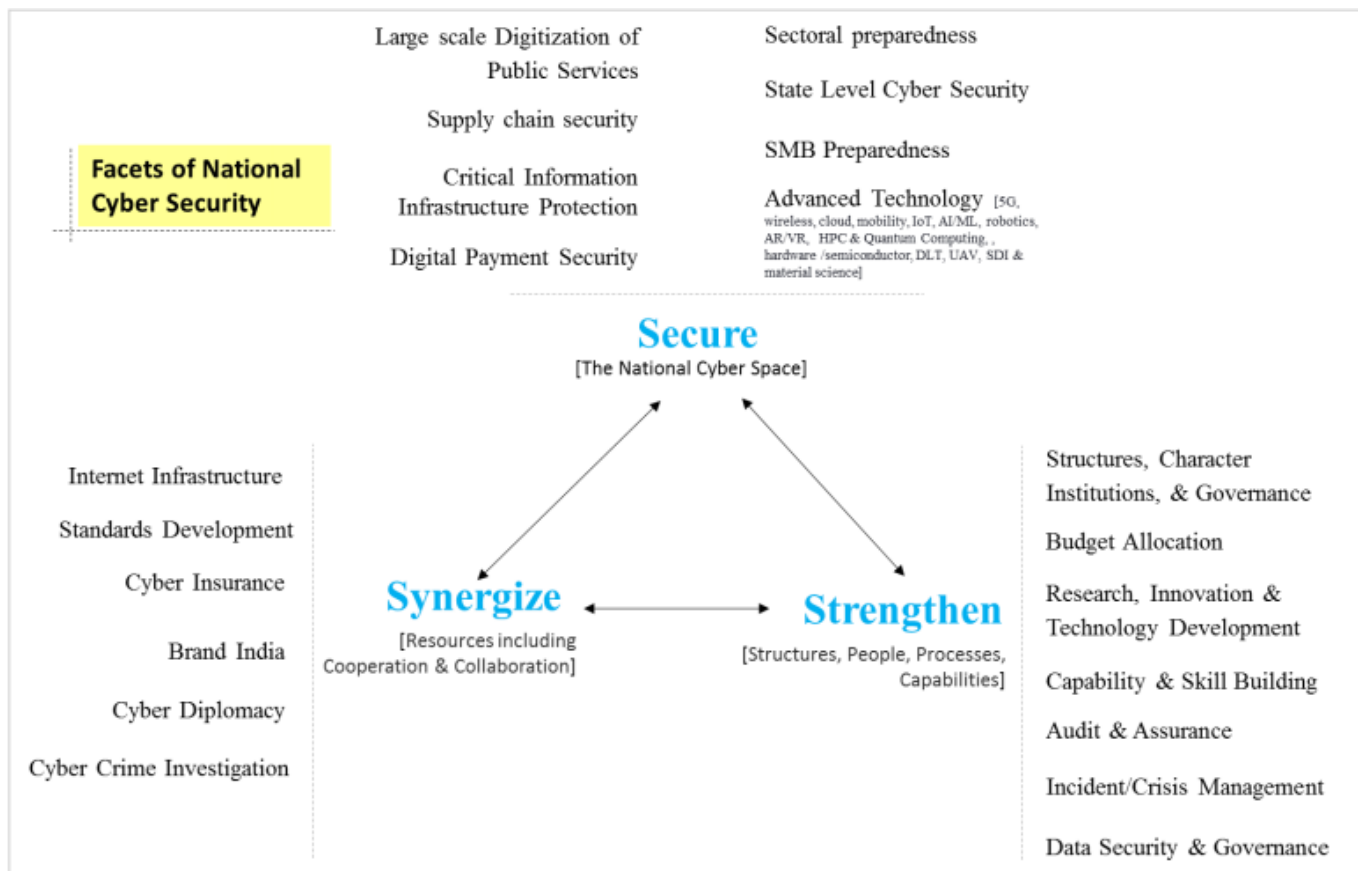 Facets of National
Cyber Security
Large scale Digitization of
Public Services
Supply chain security
Critical Information
Infrastructure Protection
Digital Payment Security
Sectoral preparedness
State Level Cyber Security
SMB Preparedness
Advanced Technology [5G,
wireless, cloud, mobility, IoT, AI/ML, robotics,
AR/VR, HPC & Quantum Computing, ,
hardware /semiconductor, DLT, UAV, SDI &
material science]
Secure
[The National Cyber Space]
Internet Infrastructure
Standards Development
Cyber Insurance
Brand India
Cyber Diplomacy
Cyber Crime Investigation
Synergize
[Resources including
Cooperation & Collaboration]
Strengthen
[Structures, People, Processes,
Capabilities]
Structures, Character
Institutions, & Governance
Budget Allocation
Research, Innovation &
Technology Development
Capability & Skill Building
Audit & Assurance
Incident/Crisis Management
Data Security & Governance